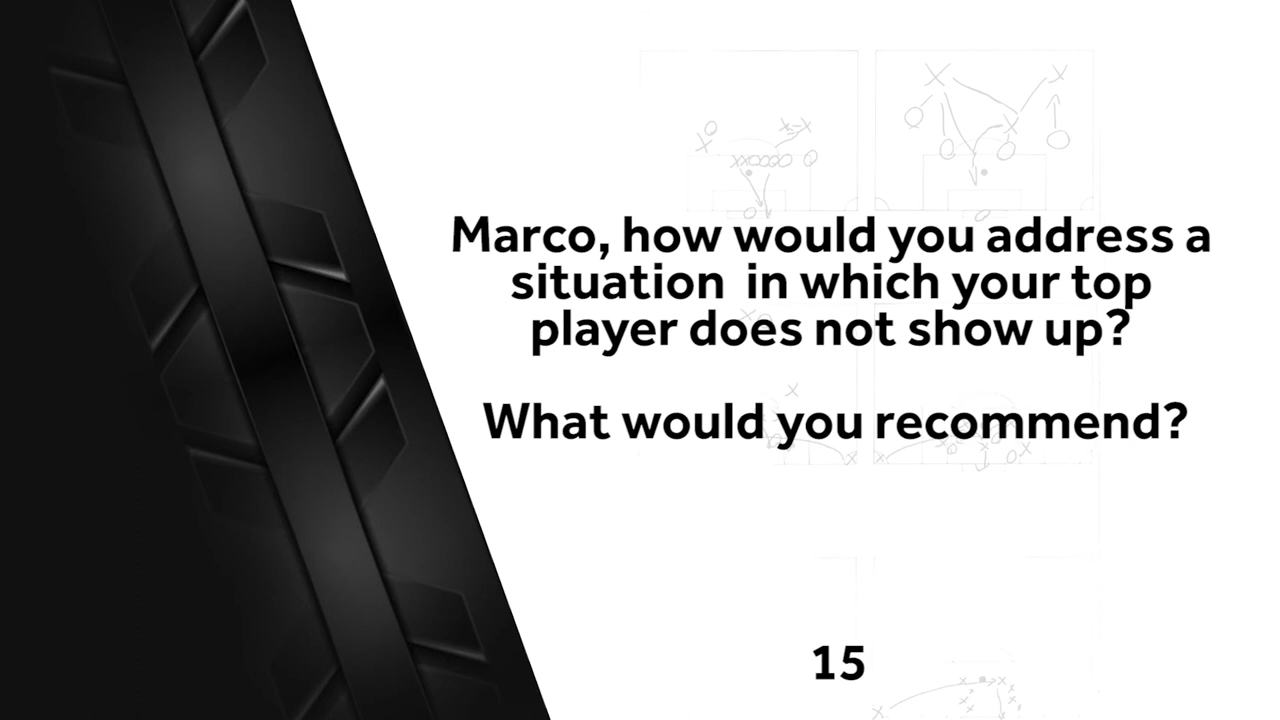 Marco, how would you address a
situation  in which your top
player does not show up?
What would you recommend?
15